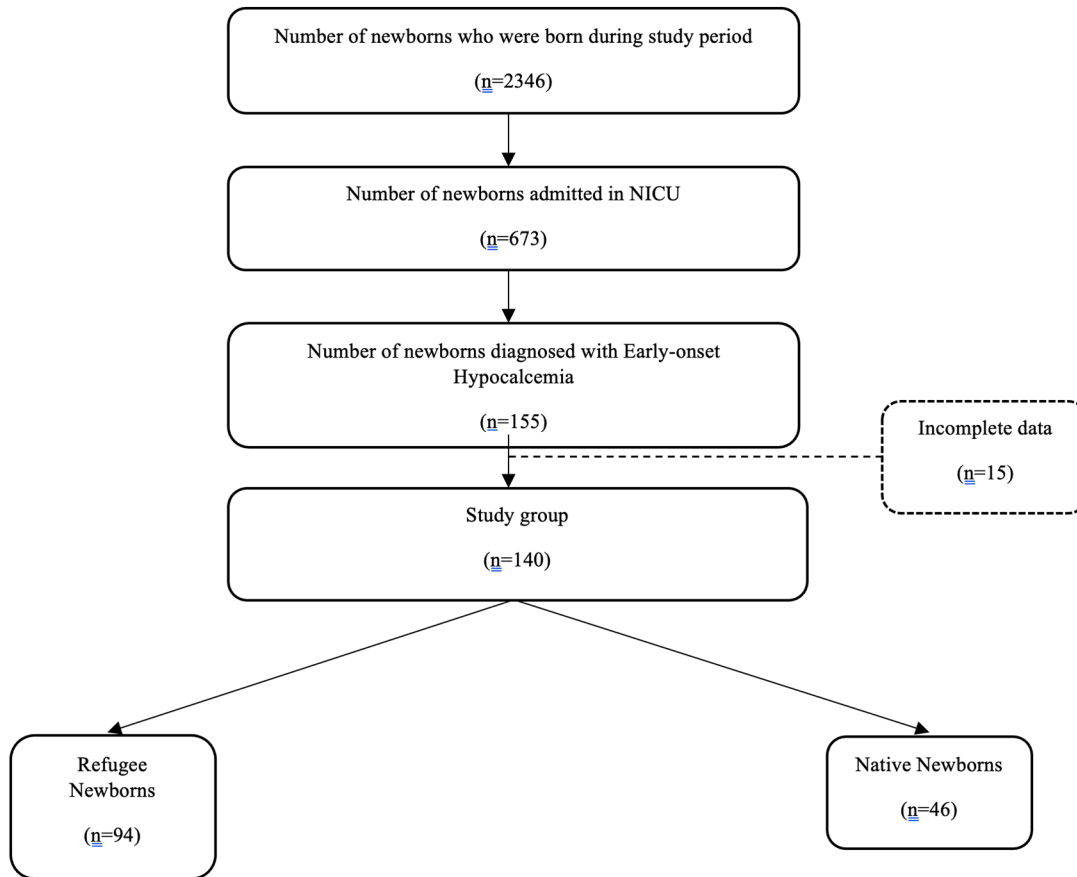 Number of newborns who were born during study period
(n=2346)
Number of newborns admitted in NICU
(n=673)
Number of newborns diagnosed with Early-onset
Hypocalcemia
(n=155)
Incomplete data
(n=15)
Study group
(n=140)
Refugee
Newborns
(n=94)
Native Newborns
(n=46)